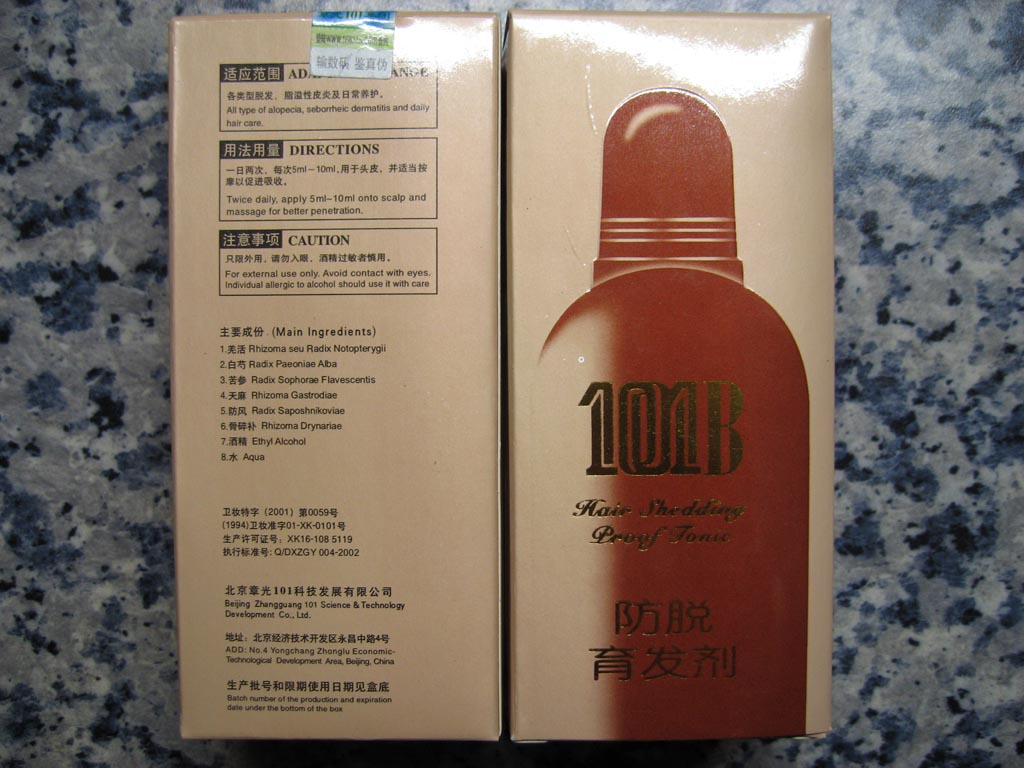 101
输数码 鉴真伪
适应范围
各类型脱发、脂溢性皮炎及日常养护。
All type of alopecia, seborrheic dermatitis and daily
hair care.
用法用量 DIRECTIONS
一日两次，每次5ml－10ml,用于头皮，并适当按
摩以促进吸收。
Twice daily, apply 5ml~10ml onto scalp and
massage for better penetration.
注意事项 CAUTION
只限外用，请勿入眼，酒精过敏者慎用。
For external use only. Avoid contact with eyes.
Individual allergic to alcohol should use it with care
主要成份 (Main Ingredients)
1.羌活 Rhizoma seu Radix Notopterygii
2.白芍 Radix Paeoniae Alba
3.苦参 Radix Sophorae Flavescentis
4.天麻 Rhizoma Gastrodiae
5.防风 Radix Saposhnikoviae
6.骨碎补 Rhizoma Drynariae
7.酒精 Ethyl Alcohol
8.水 Aqua
卫妆特字（2001）第0059号
(1994)卫妆准字01-XK-0101号
生产许可证号：XK16-108 5119
执行标准号: Q/DXZGY 004-2002
北京章光101科技发展有限公司
Beijing Zhangguang 101 Science & Technology
Development Co., Ltd.
地址：北京经济技术开发区永昌中路4号
ADD: No.4 Yongchang Zhonglu Economic-
Technological Development Area, Beijing, China
生产批号和限期使用日期见盒底
Batch number of the production and expiration
date under the bottom of the box
101B
Hair Shedding
Proof Tonic
防脱
育发剂